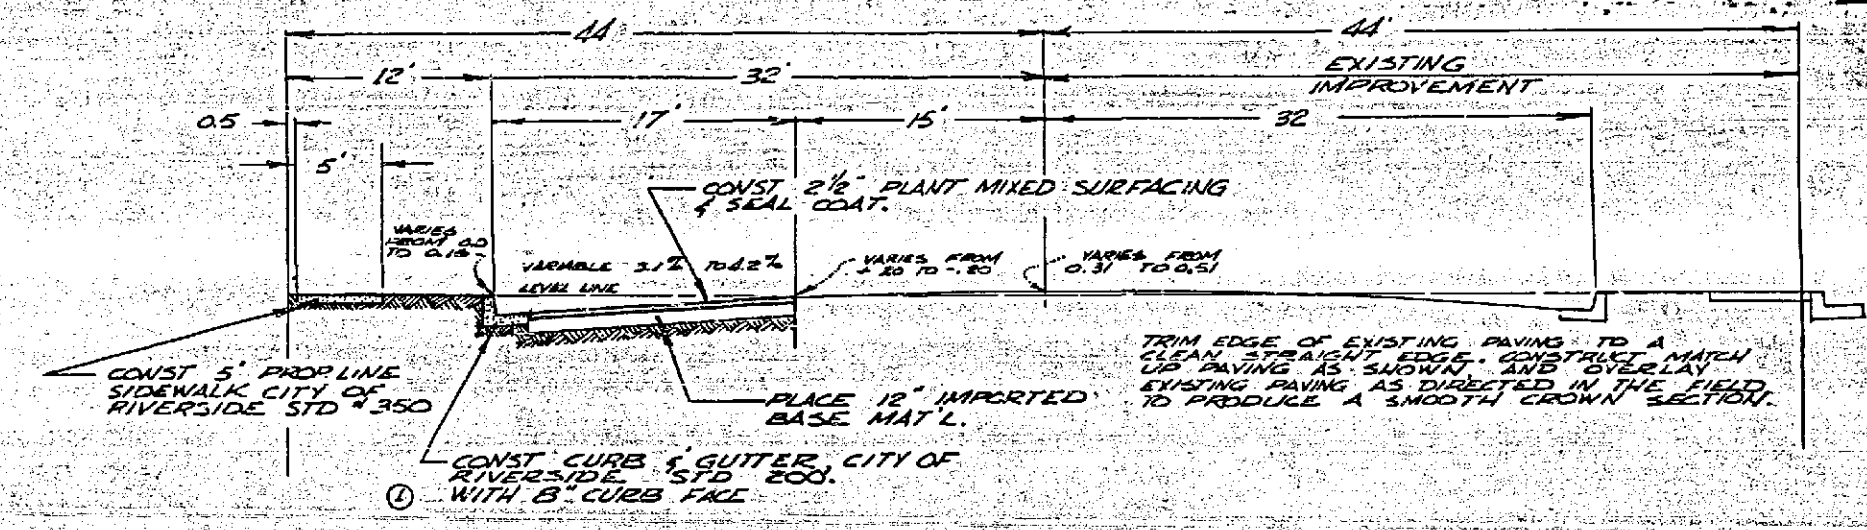 44'
44'
12'
32'
EXISTING
IMPROVEMENT
0.5
17'
15'
32
5'
CONST 2½" PLANT MIXED SURFACING
& SEAL COAT.
VARIES
FROM 0.0
TO
VARIABLE TO 4.2%
LEVEL LINE
VARIES FROM
+.20 TO -.20
VARIES FROM
0.31 TO 0.51
CONST 5' PROP. LINE
SIDEWALK CITY OF
RIVERSIDE STD #350
PLACE 12" IMPORTED
BASE MAT'L.
TRIM EDGE OF EXISTING PAVING TO A
CLEAN STRAIGHT EDGE. CONSTRUCT MATCH
UP PAVING AS SHOWN, AND OVERLAY
EXISTING PAVING AS DIRECTED IN THE FIELD
TO PRODUCE A SMOOTH CROWN SECTION.
CONST CURB & GUTTER, CITY OF
RIVERSIDE STD 200.
① WITH 8" CURB FACE